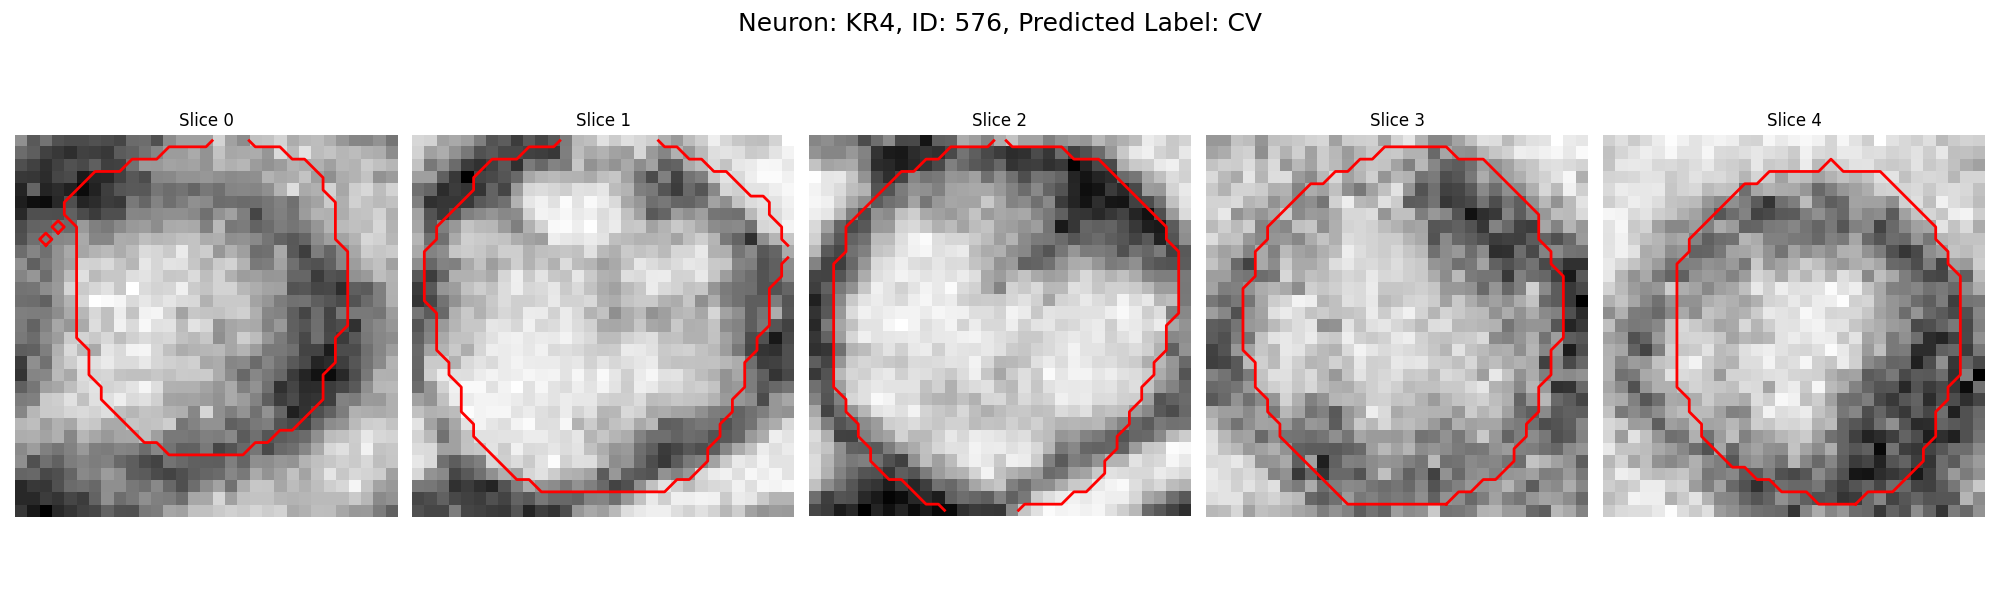 Neuron: KR4, ID: 576, Predicted Label: CV
Slice 0
Slice 1
Slice 2
Slice 3
Slice 4